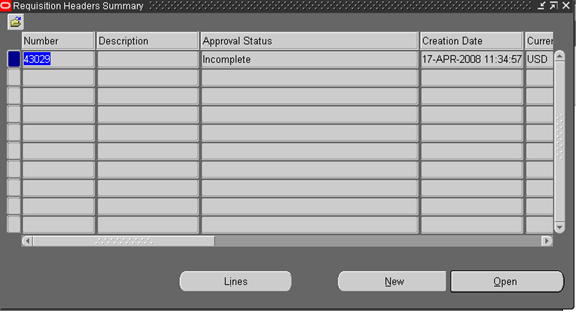 Requisition Headers Summary
Number Description Approval Status Creation Date Currer
43029 Incomplete 17-APR-2008 11:34:57 USD
Lines New Open